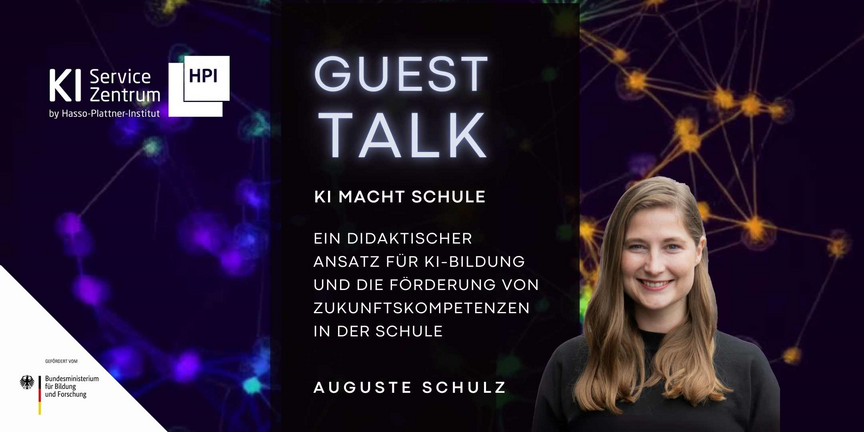 KI Service
Zentrum
by Hasso-Plattner-Institut
HPI
GUEST
TALK
KI MACHT SCHULE
EIN DIDAKTISCHER
ANSATZ FÜR KI-BILDUNG
UND DIE FÖRDERUNG VON
ZUKUNFTSKOMPETENZEN
IN DER SCHULE
AUGUSTE SCHULZ
GEFÖRDERT VOM
Bundesministerium
für Bildung
und Forschung